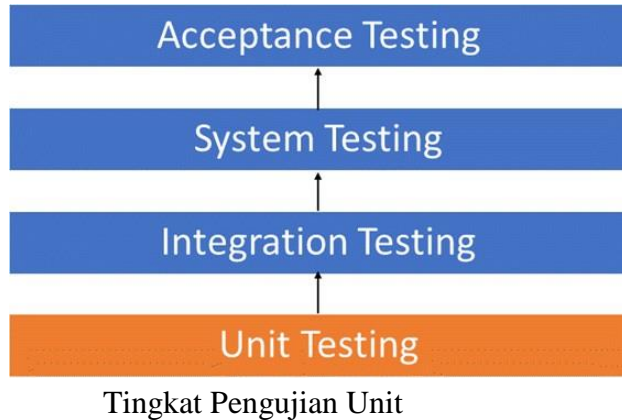 Acceptance Testing
System Testing
Integration Testing
Unit Testing
Tingkat Pengujian Unit